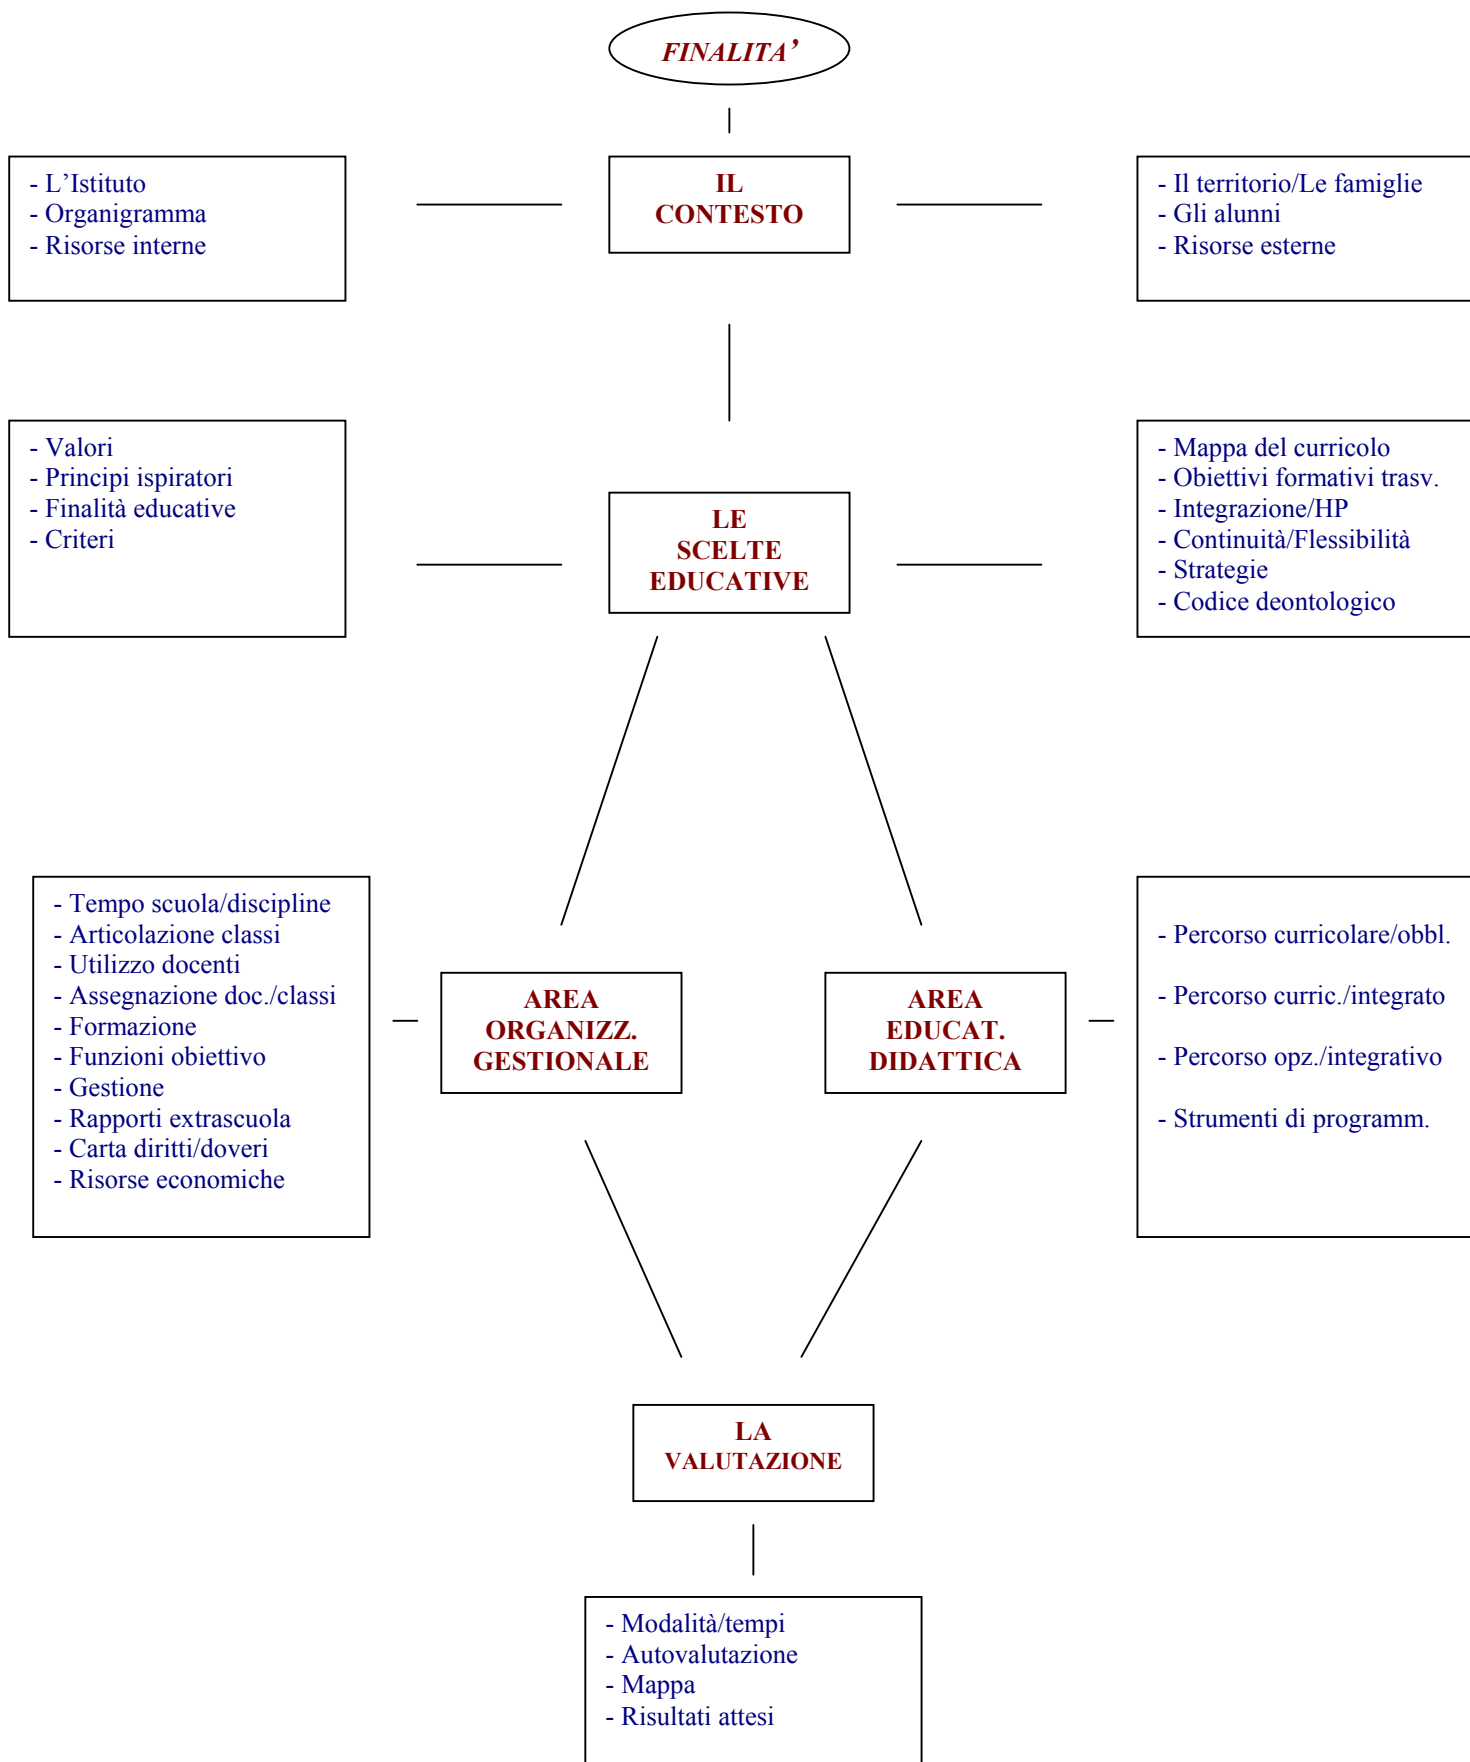 FINALITA’
- L’Istituto
- Organigramma
- Risorse interne
IL
CONTESTO
- Il territorio/Le famiglie
- Gli alunni
- Risorse esterne
- Valori
- Principi ispiratori
- Finalità educative
- Criteri
LE
SCELTE
EDUCATIVE
- Mappa del curricolo
- Obiettivi formativi trasv.
- Integrazione/HP
- Continuità/Flessibilità
- Strategie
- Codice deontologico
- Tempo scuola/discipline
- Articolazione classi
- Utilizzo docenti
- Assegnazione doc./classi
- Formazione
- Funzioni obiettivo
- Gestione
- Rapporti extrascuola
- Carta diritti/doveri
- Risorse economiche
AREA
ORGANIZZ.
GESTIONALE
AREA
EDUCAT.
DIDATTICA
- Percorso curricolare/obbl.
- Percorso curric./integrato
- Percorso opz./integrativo
- Strumenti di programm.
LA
VALUTAZIONE
- Modalità/tempi
- Autovalutazione
- Mappa
- Risultati attesi